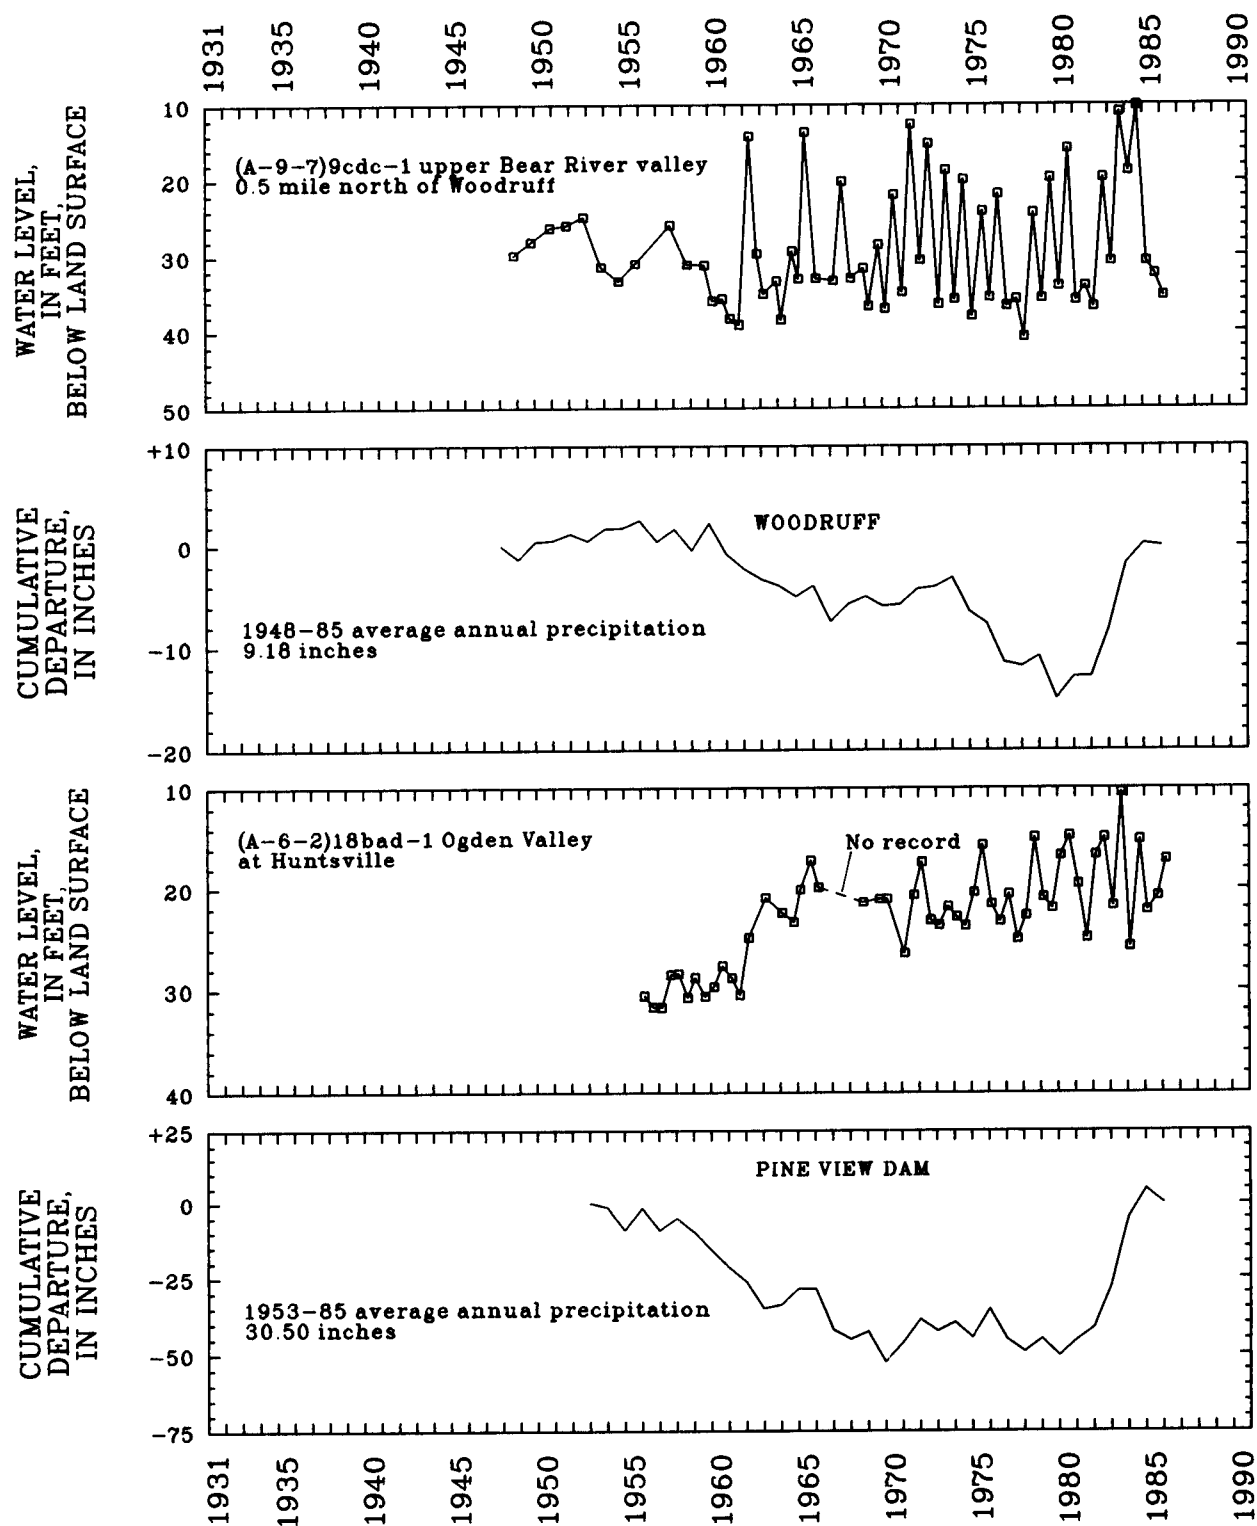 1931 1935 1940 1945 1950 1955 1960 1965 1970 1975 1980 1985 1990
WATER LEVEL,
IN FEET,
BELOW LAND SURFACE
10
20
30
40
50
(A-9-7)9cdc-1 upper Bear River valley
0.5 mile north of Woodruff
CUMULATIVE
DEPARTURE,
IN INCHES
+10
0
-10
-20
WOODRUFF
1948-85 average annual precipitation
9.18 inches
WATER LEVEL,
IN FEET,
BELOW LAND SURFACE
10
20
30
40
(A-6-2)18bad-1 Ogden Valley
at Huntsville
No record
CUMULATIVE
DEPARTURE,
IN INCHES
+25
0
-25
-50
-75
PINE VIEW DAM
1953-85 average annual precipitation
30.50 inches
1931 1935 1940 1945 1950 1955 1960 1965 1970 1975 1980 1985 1990